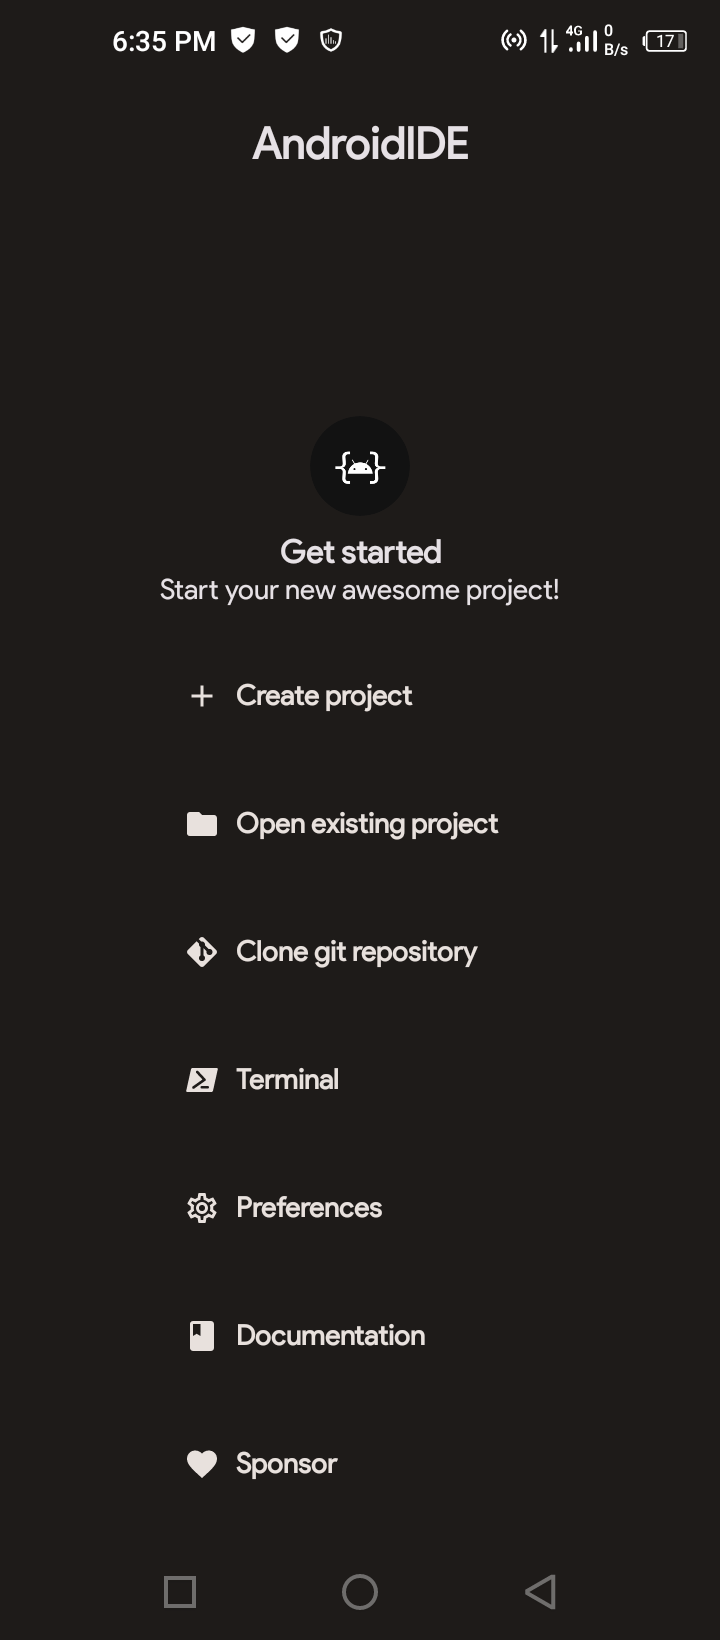 6:35 PM
4G
0
B/s
17
AndroidIDE
Get started
Start your new awesome project!
Create project
Open existing project
Clone git repository
Terminal
Preferences
Documentation
Sponsor